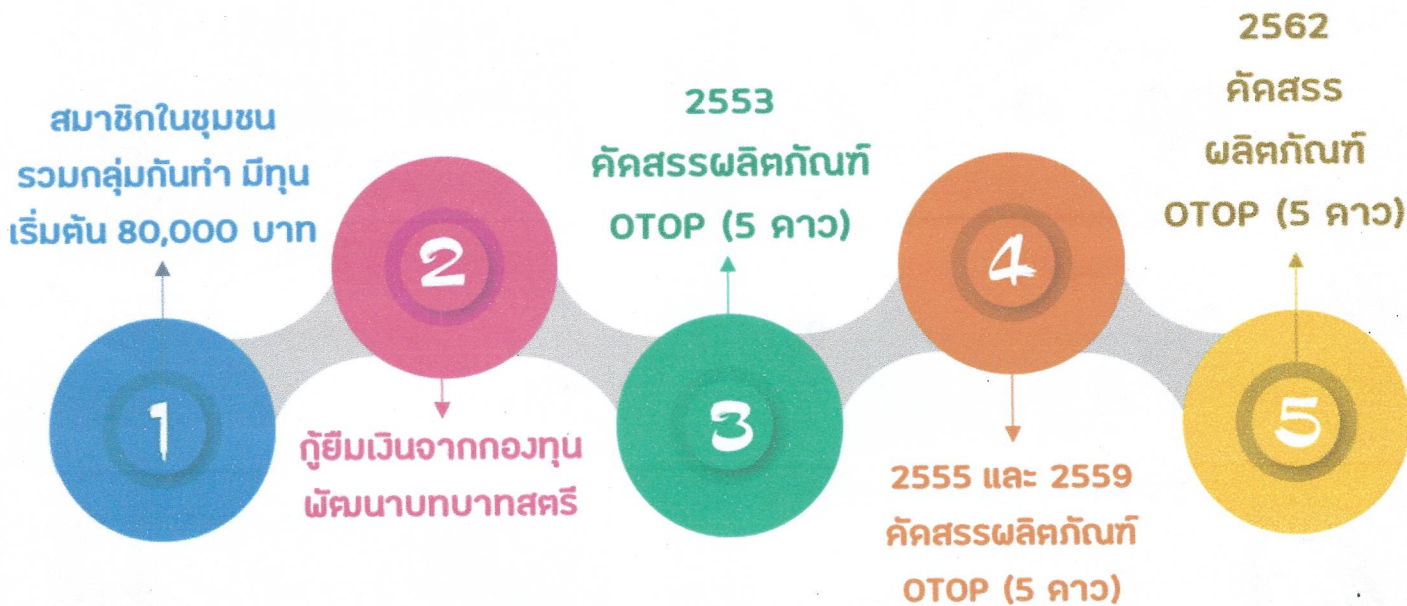 สมาชิกในชุมชน
รวมกลุ่มกันทำ มีทุน
เริ่มต้น 80,000 บาท
1
2
กู้ยืมเงินจากกองทุน
พัฒนาบทบาทสตรี
2553
คัดสรรผลิตภัณฑ์
OTOP (5 ดาว)
3
4
2555 และ 2559
คัดสรรผลิตภัณฑ์
OTOP (5 ดาว)
2562
คัดสรร
ผลิตภัณฑ์
OTOP (5 ดาว)
5